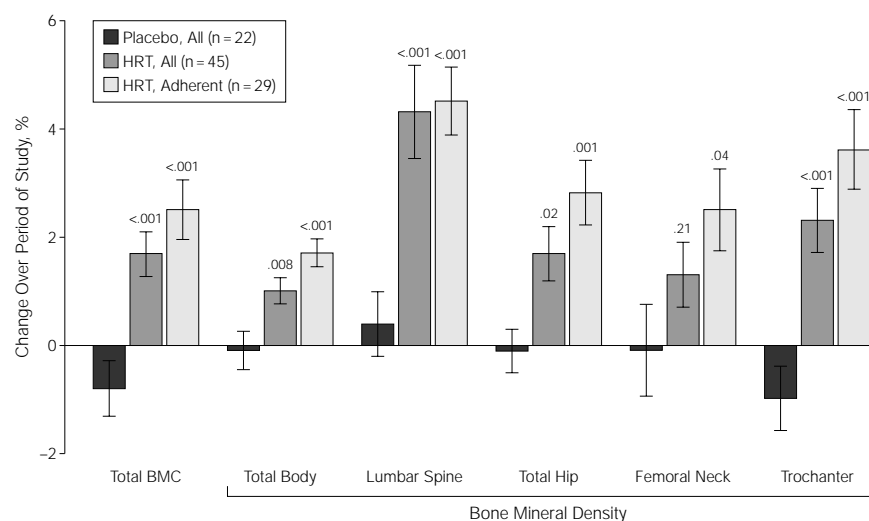 6
Placebo, All (n = 22)
HRT, All (n = 45)
HRT, Adherent (n = 29)
<.001 <.001
4
<.001
.001
.04
<.001
<.001
<.001
.02
.21
2
<.001
.008
0
−2
Change Over Period of Study, %
Total BMC Total Body Lumbar Spine Total Hip Femoral Neck Trochanter
Bone Mineral Density